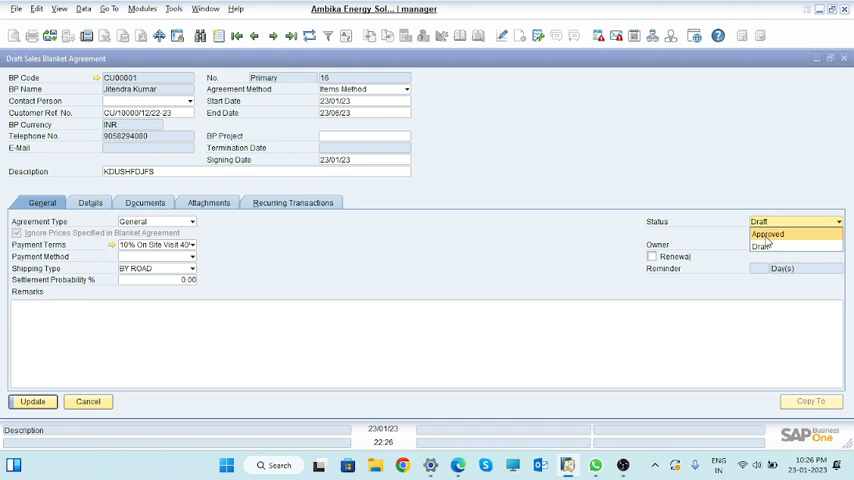 File Edit View Data Go To Modules Tools Window Help Ambika Energy Sol... | manager
Draft Sales Blanket Agreement
BP Code CU00001 No. Primary 16
BP Name Jitendra Kumar Agreement Method Items Method
Contact Person Start Date 23/01/23
Customer Ref. No. CU/10000/12/22-23 End Date 23/06/23
BP Currency INR
Telephone No. 9058294080 BP Project
E-Mail Termination Date
Signing Date 23/01/23
Description KDUSHFDJFS
General Details Documents Attachments Recurring Transactions
Agreement Type General Status Draft
Ignore Prices Specified in Blanket Agreement Approved
Payment Terms 10% On Site Visit 40% Owner Draft
Payment Method Renewal
Shipping Type BY ROAD Reminder Day(s)
Settlement Probability % 0.00
Remarks
Update Cancel Copy To
Description 23/01/23
22:26
SAP Business One
Search ENG IN 10:26 PM 23-01-2023